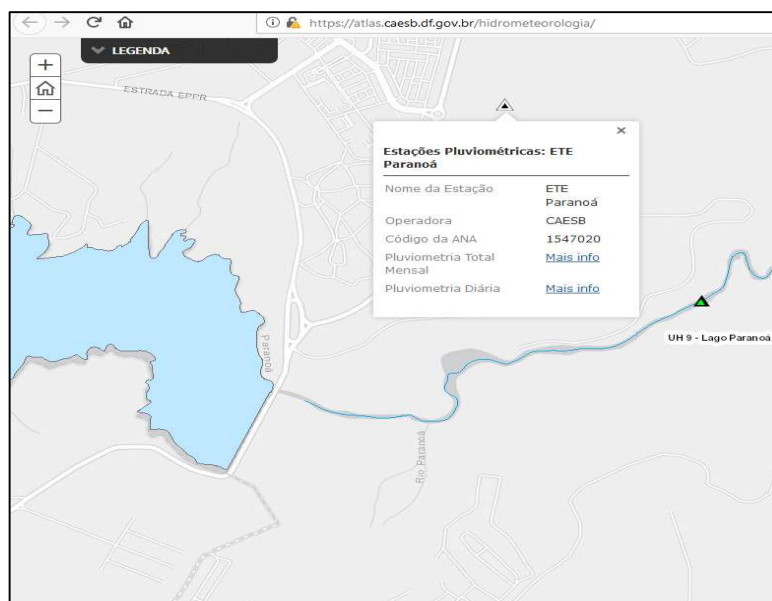 https://atlas.caesb.df.gov.br/hidrometeorologia/
LEGENDA
+
−
ESTRADA EPPR
×
Estações Pluviométricas: ETE
Paranoá
Nome da Estação ETE
Paranoá
Operadora CAESB
Código da ANA 1547020
Pluviometria Total Mais info
Mensal
Pluviometria Diária Mais info
Paranoá
UH 9 - Lago Paranoá
Rio Paranoá